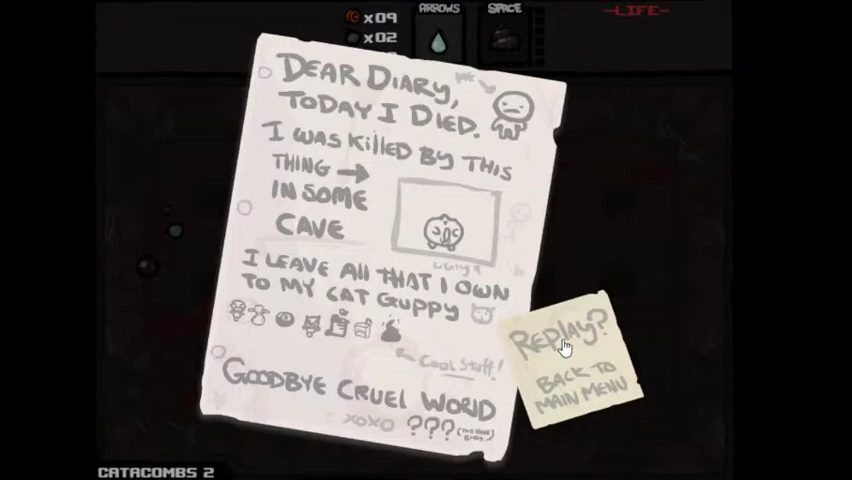 x09
x02
ARROWS
SPACE
-LIFE-
DEAR DIARY,
TODAY I DIED.
I WAS KILLED BY THIS
THING →
IN SOME
CAVE
I LEAVE ALL THAT I OWN
TO MY CAT GUPPY
COOL STUFF!
GOODBYE CRUEL WORLD
XOXO ???
REPLAY?
BACK TO
MAIN MENU
CATACOMBS 2